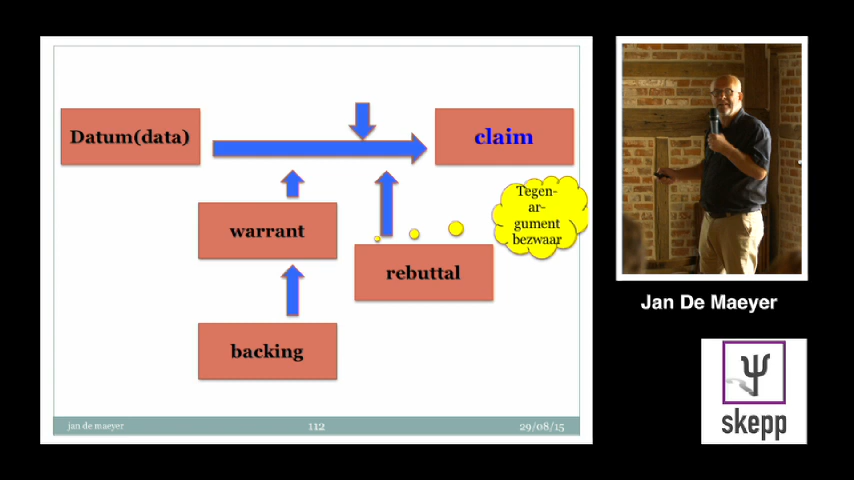 Datum(data)
claim
warrant
Tegen-
ar-
gument
bezwaar
rebuttal
backing
jan de maeyer
112
29/08/15
Jan De Maeyer
skepp